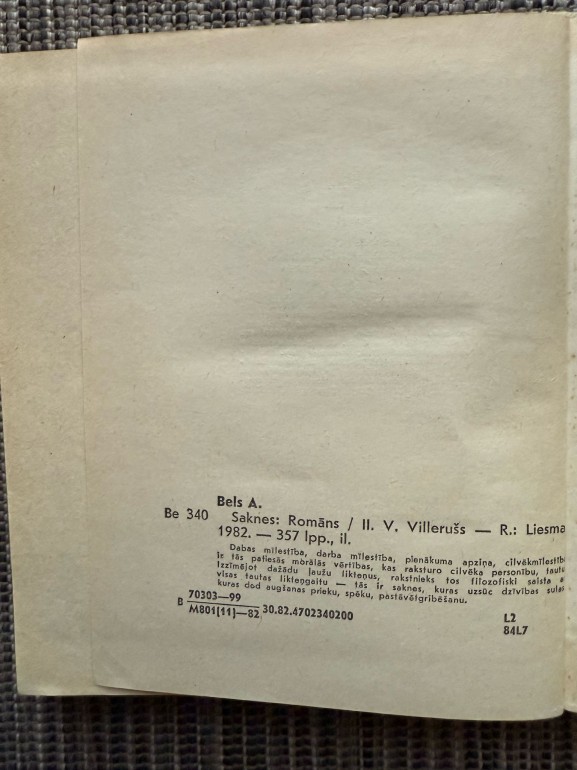 Bels A.
Be 340 Saknes: Romāns / Il. V. Villerušs — R.: Liesma
1982. — 357 lpp., il.
Dabas mīlestība, darba mīlestība, pienākuma apziņa, cilvēkmīlestība
ir tās patiesās morālās vērtības, kas raksturo cilvēka personību, tautu
Izzīmējot dažādu ļaužu likteņus, rakstnieks tos filozofiski saista a
visas tautas likteņgaitu — tās ir saknes, kuras uzsūc dzīvības sulas
kuras dod augšanas prieku, spēku, pastāvētgribēšanu.
B 70303—99
M801[11]—82 30.82.4702340200
L2
84L7